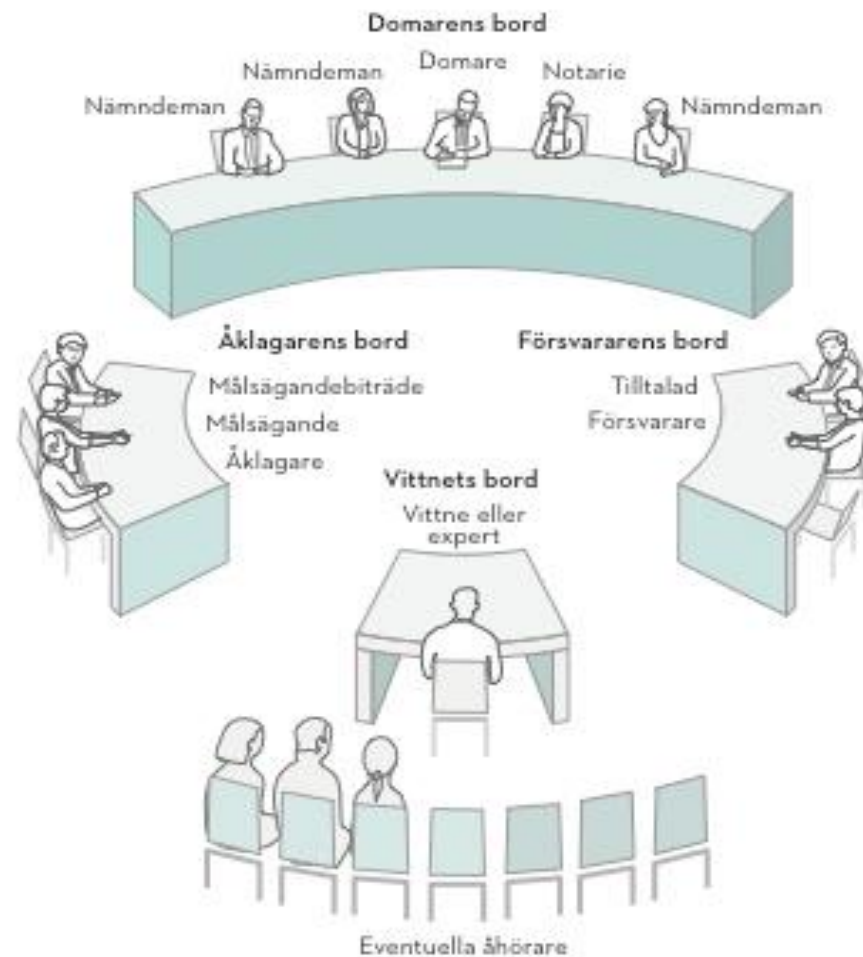 Domarens bord
Nämndeman
Nämndeman
Domare
Notarie
Nämndeman
Åklagarens bord
Målsägandebiträde
Målsägande
Åklagare
Försvararens bord
Tilltalad
Försvarare
Vittnets bord
Vittne eller
expert
Eventuella åhörare